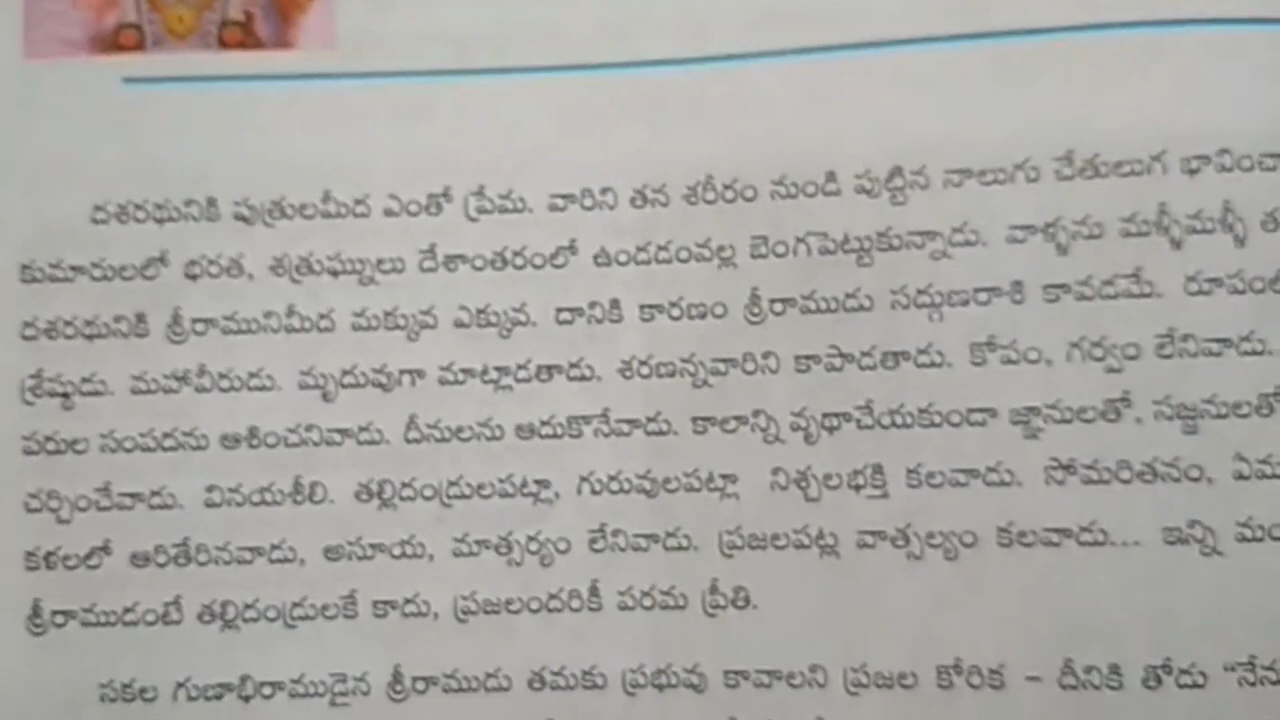 దశరథునికి పుత్రులమీద ఎంతో ప్రేమ. వారిని తన శరీరం నుండి పుట్టిన నాలుగు చేతులుగ
కుమారులలో భరత, శత్రుఘ్నులు దేశాంతరంలో ఉండడంవల్ల బెంగపెట్టుకున్నాడు. వాళ్ళను మళ్ళీమళ్ళీ
దశరథునికి శ్రీరామునిమీద మక్కువ ఎక్కువ. దానికి కారణం శ్రీరాముడు సద్గుణరాశి కావడమే.
శ్రేష్ఠుడు. మహావీరుడు. మృదువుగా మాట్లాడతాడు. శరణన్నవారిని కాపాడతాడు. కోపం, గర్వం లేనివాడు.
పరుల సంపదను ఆశించనివాడు. దీనులను ఆదుకొనేవాడు. కాలాన్ని వృథాచేయకుండా జ్ఞానులతో, సజ్జనులతో
చర్చించేవాడు. వినయశీలి. తల్లిదండ్రులపట్లా, గురువులపట్లా నిశ్చలభక్తి కలవాడు. సోమరితనం,
కళలలో ఆరితేరినవాడు, అసూయ, మాత్సర్యం లేనివాడు. ప్రజలపట్ల వాత్సల్యం కలవాడు... ఇన్ని
శ్రీరాముడంటే తల్లిదండ్రులకే కాదు, ప్రజలందరికీ పరమ ప్రీతి.
సకల గుణాభిరాముడైన శ్రీరాముడు తమకు ప్రభువు కావాలని ప్రజల కోరిక - దీనికి తోడు “నేను